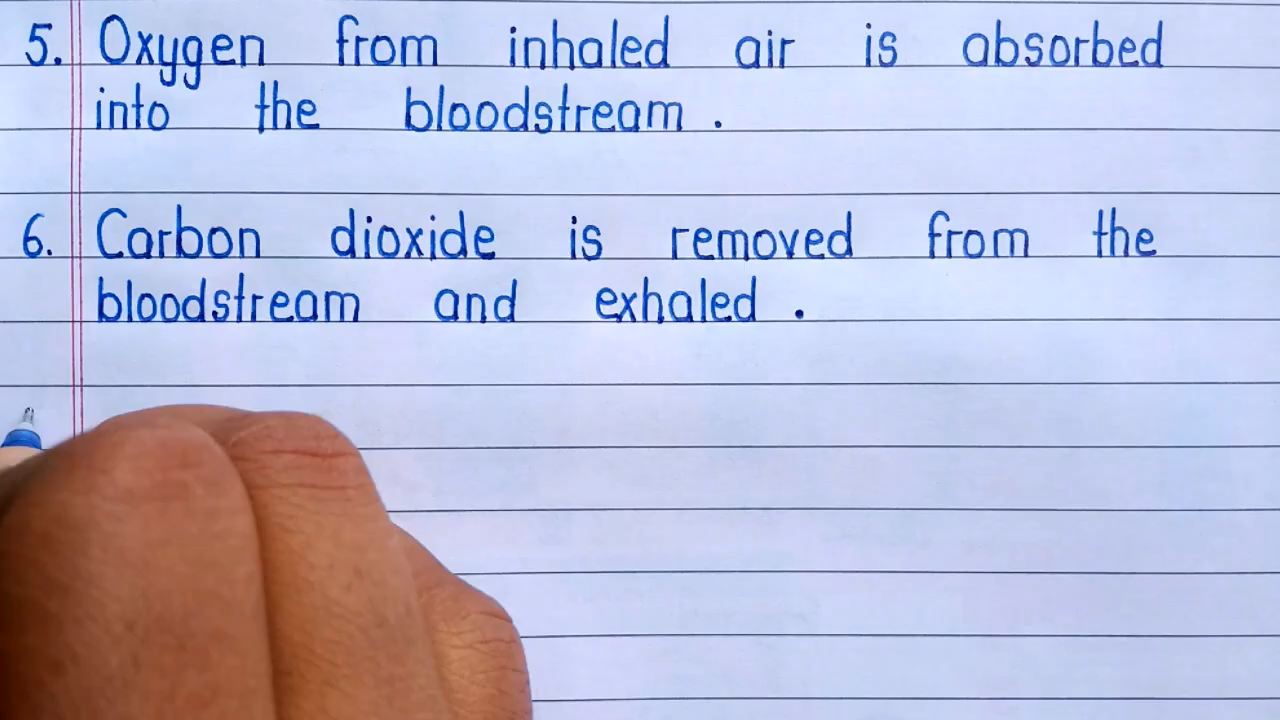 5. Oxygen from inhaled air is absorbed
into the bloodstream.
6. Carbon dioxide is removed from the
bloodstream and exhaled.